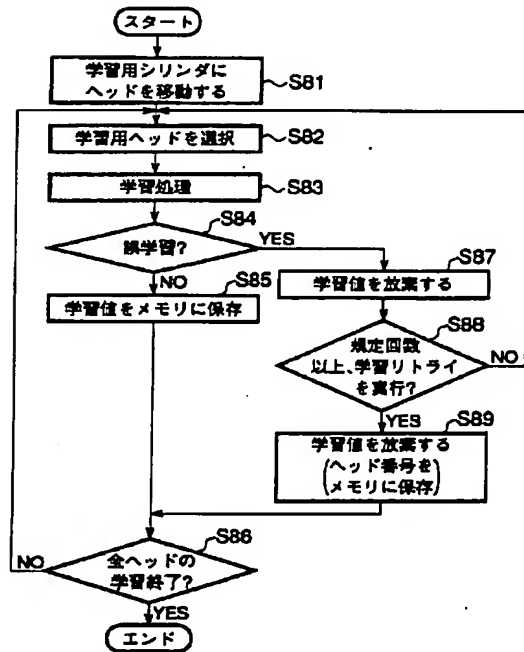 スタート
学習用シリンダに
ヘッドを移動する
S81
学習用ヘッドを選択
S82
学習処理
S83
S84
誤学習?
YES
NO
S85
学習値をメモリに保存
S87
学習値を放棄する
S88
規定回数
以上、学習リトライ
を実行?
NO
YES
S89
学習値を放棄する
(ヘッド番号を
メモリに保存)
S86
全ヘッドの
学習終了?
NO
YES
エンド